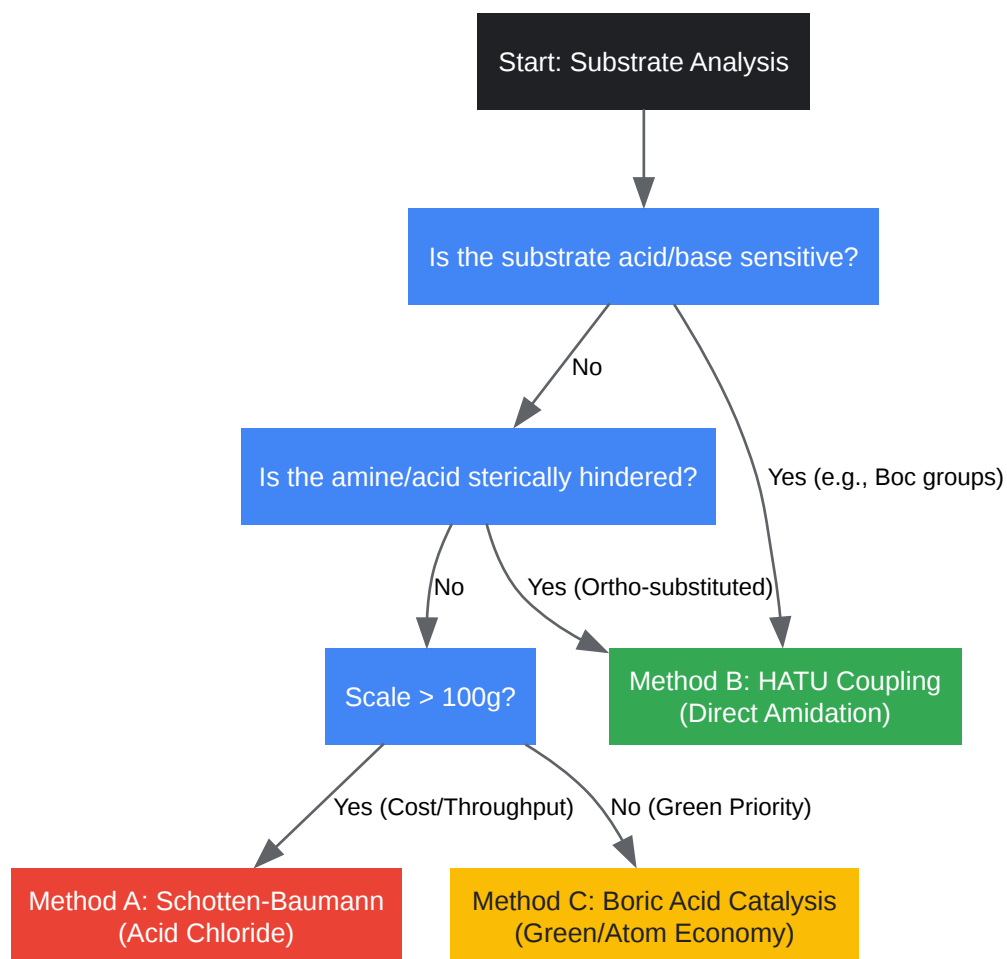 Start: Substrate Analysis
Is the substrate acid/base sensitive?
No
Is the amine/acid sterically hindered?
Yes (e.g., Boc groups)
No
Yes (Ortho-substituted)
Scale > 100g?
Method B: HATU Coupling
(Direct Amidation)
Yes (Cost/Throughput)
No (Green Priority)
Method A: Schotten-Baumann
(Acid Chloride)
Method C: Boric Acid Catalysis
(Green/Atom Economy)